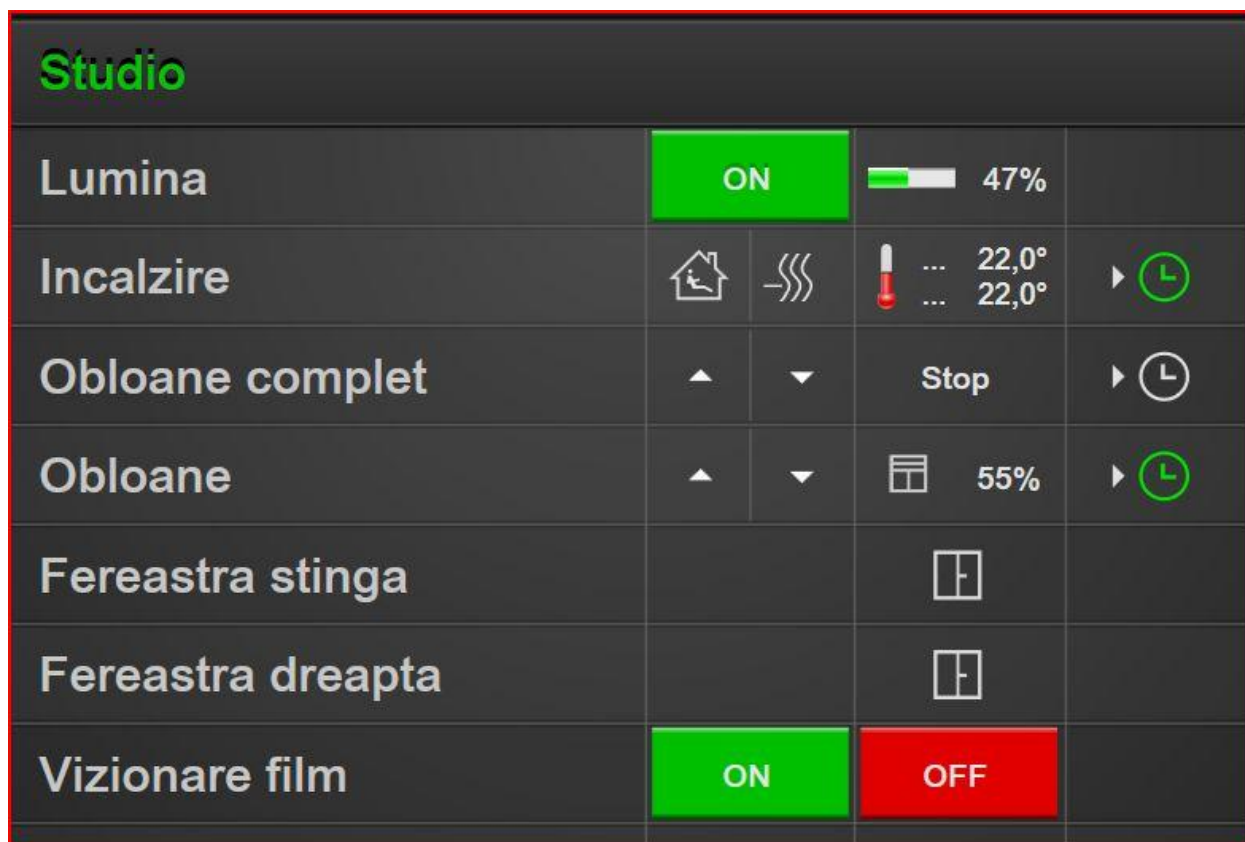 Studio
Lumina ON 47%
Incalzire ... 22,0°
... 22,0°
Obloane complet Stop
Obloane 55%
Fereastra stinga
Fereastra dreapta
Vizionare film ON OFF